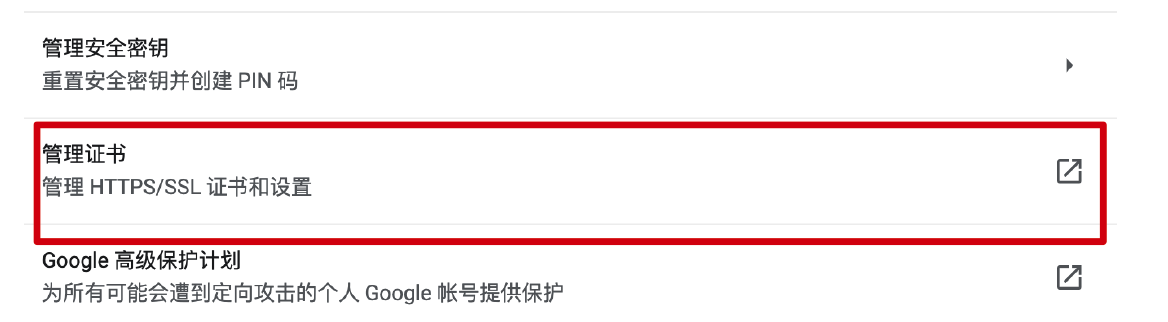 管理安全密钥
重置安全密钥并创建 PIN 码
管理证书
管理 HTTPS/SSL 证书和设置
Google 高级保护计划
为所有可能会遭到定向攻击的个人 Google 帐号提供保护